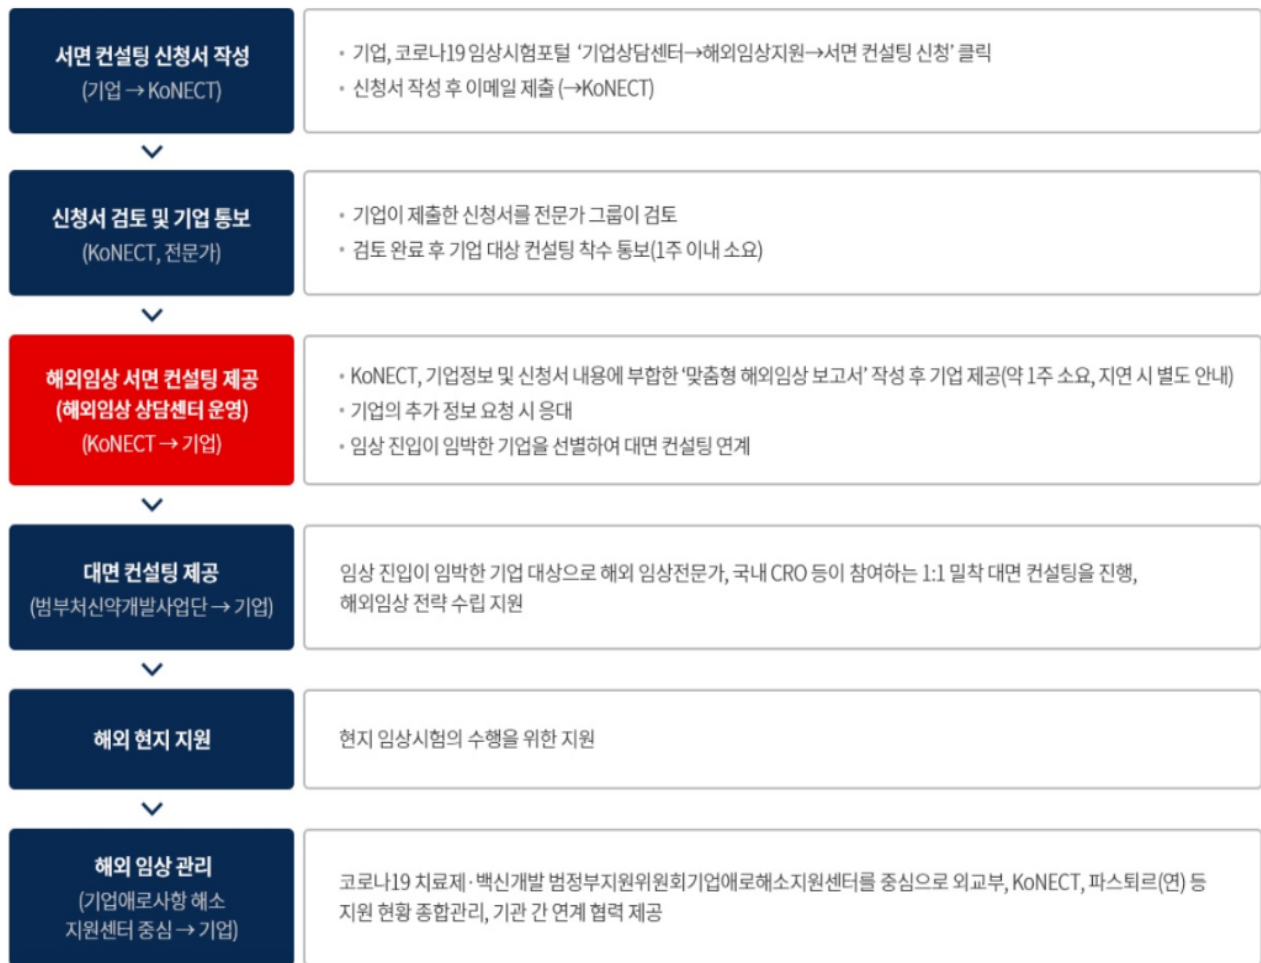 서면 컨설팅 신청서 작성
(기업 → KoNECT)
• 기업, 코로나19 임상시험포털 ‘기업상담센터→해외임상지원→서면 컨설팅 신청’ 클릭
• 신청서 작성 후 이메일 제출 (→KoNECT)
신청서 검토 및 기업 통보
(KoNECT, 전문가)
• 기업이 제출한 신청서를 전문가 그룹이 검토
• 검토 완료 후 기업 대상 컨설팅 착수 통보(1주 이내 소요)
해외임상 서면 컨설팅 제공
(해외임상 상담센터 운영)
(KoNECT → 기업)
• KoNECT, 기업정보 및 신청서 내용에 부합한 ‘맞춤형 해외임상 보고서’ 작성 후 기업 제공(약 1주 소요, 지연 시 별도 안내)
• 기업의 추가 정보 요청 시 응대
• 임상 진입이 임박한 기업을 선별하여 대면 컨설팅 연계
대면 컨설팅 제공
(범부처신약개발사업단 → 기업)
임상 진입이 임박한 기업 대상으로 해외 임상전문가, 국내 CRO 등이 참여하는 1:1 밀착 대면 컨설팅을 진행,
해외임상 전략 수립 지원
해외 현지 지원
현지 임상시험의 수행을 위한 지원
해외 임상 관리
(기업애로사항 해소
지원센터 중심 → 기업)
코로나19 치료제·백신개발 범정부지원위원회기업애로해소지원센터를 중심으로 외교부, KoNECT, 파스퇴르(연) 등
지원 현황 종합관리, 기관 간 연계 협력 제공